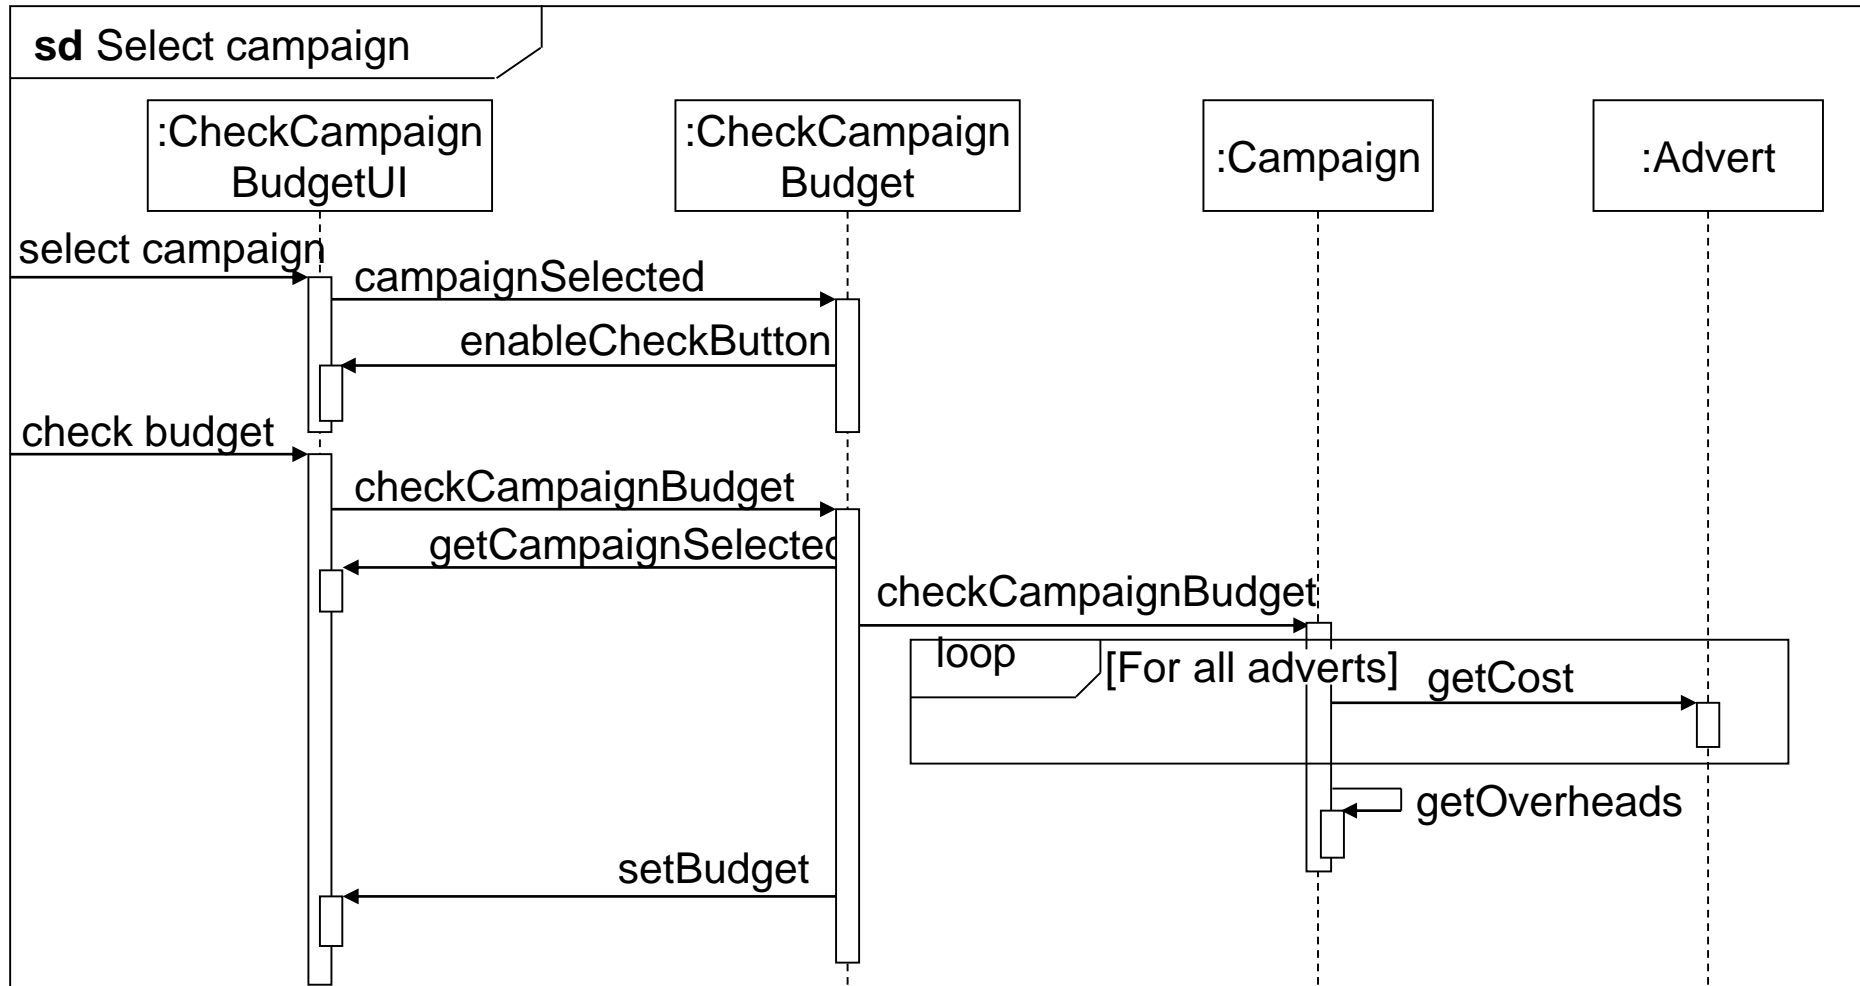 sd Select campaign
:CheckCampaign
BudgetUI
:CheckCampaign
Budget
:Campaign
:Advert
select campaign
campaignSelected
enableCheckButton
check budget
checkCampaignBudget
getCampaignSelected
checkCampaignBudget
loop
[For all adverts]
getCost
getOverheads
setBudget